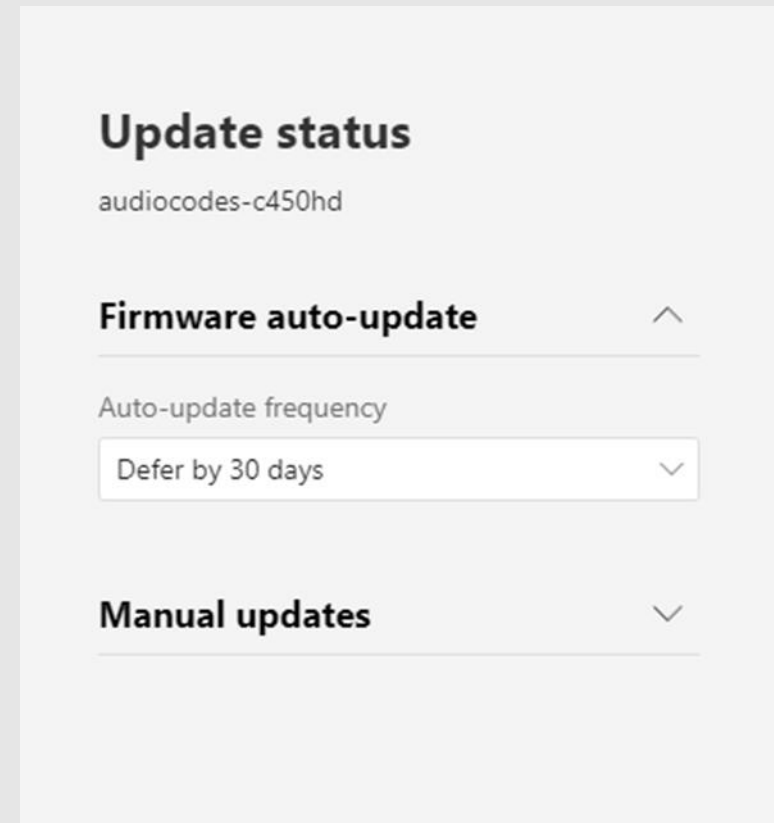 Update status
audiocodes-c450hd
Firmware auto-update
Auto-update frequency
Defer by 30 days
Manual updates